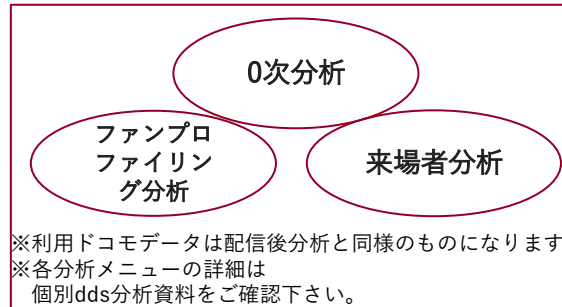 0次分析
ファンプロ
ファイリン
グ分析
来場者分析
※利用ドコモデータは配信後分析と同様のものになります
※各分析メニューの詳細は
個別dds分析資料をご確認下さい。